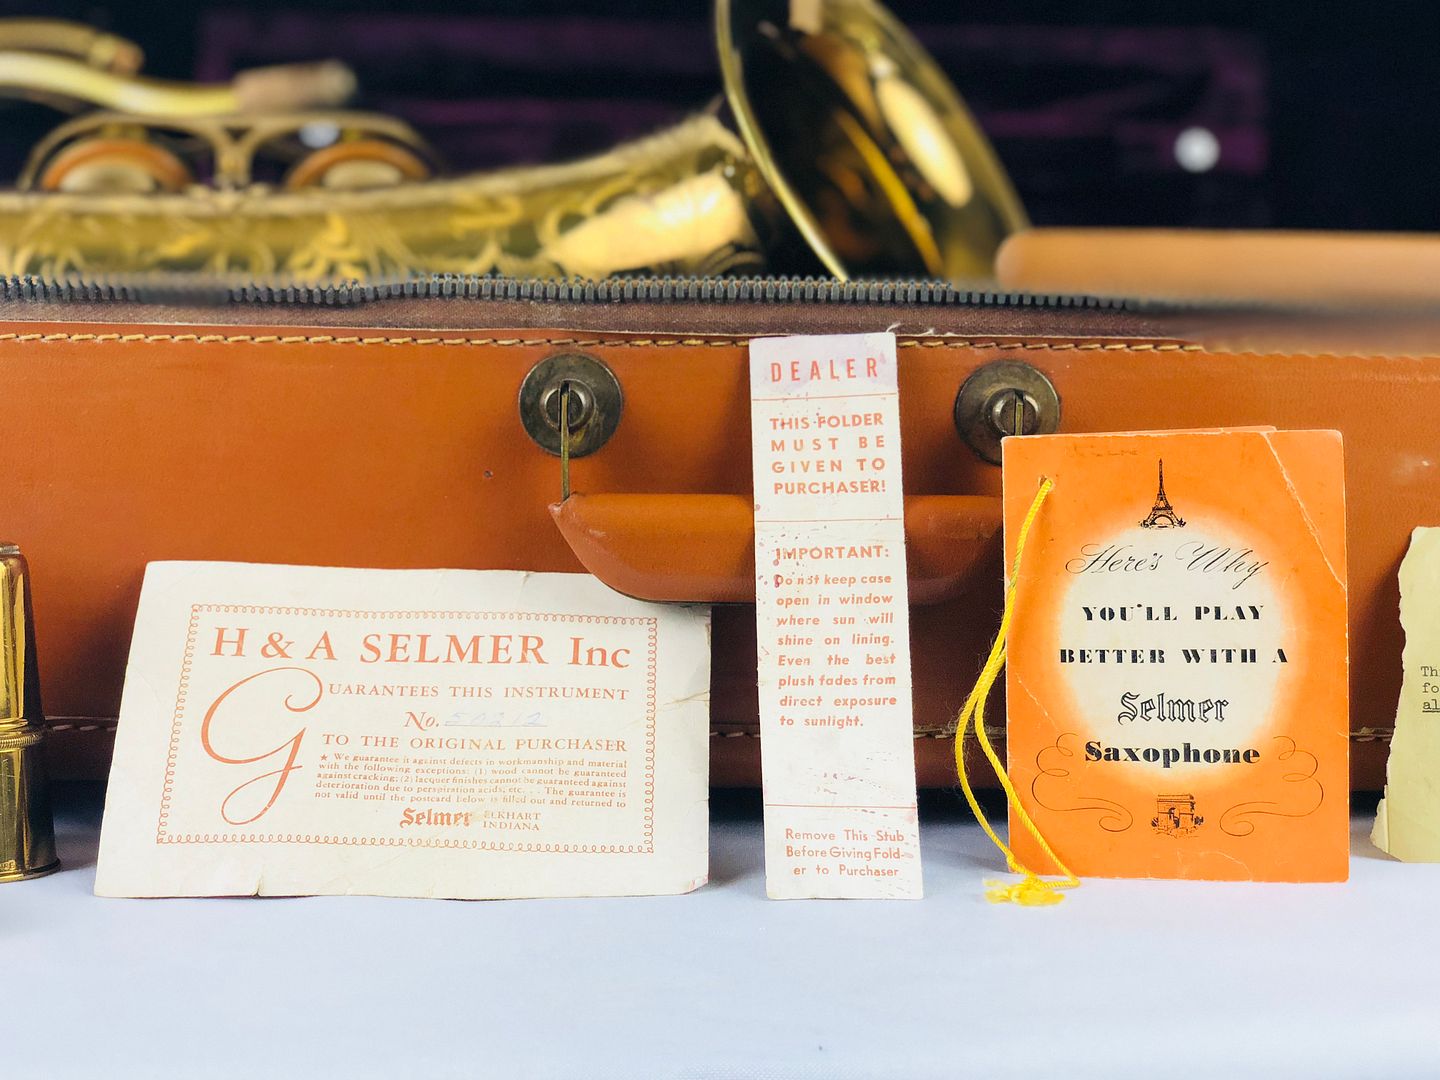 H & A SELMER Inc
GUARANTEES THIS INSTRUMENT
No. 50212
TO THE ORIGINAL PURCHASER
★ We guarantee it against defects in workmanship and material
with the following exceptions: (1) wood cannot be guaranteed
against cracking; (2) lacquer finishes cannot be guaranteed against
deterioration due to perspiration acids, etc. . . The guarantee is
not valid until the postcard below is filled out and returned to
Selmer ELKHART
INDIANA
DEALER
THIS FOLDER
MUST BE
GIVEN TO
PURCHASER!
IMPORTANT:
Do not keep case
open in window
where sun will
shine on lining.
Even the best
plush fades from
direct exposure
to sunlight.
Remove This Stub
Before Giving Fold-
er to Purchaser
Here's Why
YOU'LL PLAY
BETTER WITH A
Selmer
Saxophone
Th
fo
al